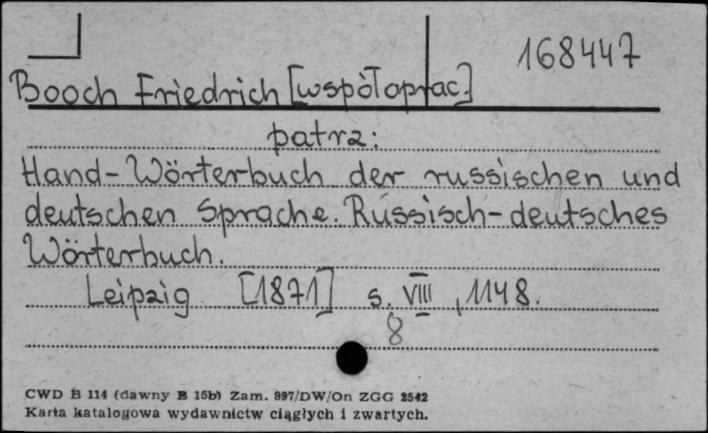 168447
Booch Friedrich [współoprac.]
patrz:
Hand-Wörterbuch der russischen und
deutschen Sprache. Russisch-deutsches
Wörterbuch.
Leipzig [1871] s. VIII, 1148.
8
CWD B 114 (dawny B 15b) Zam. 897/DW/On ZGG 2542
Karta katalogowa wydawnictw ciągłych i zwartych.